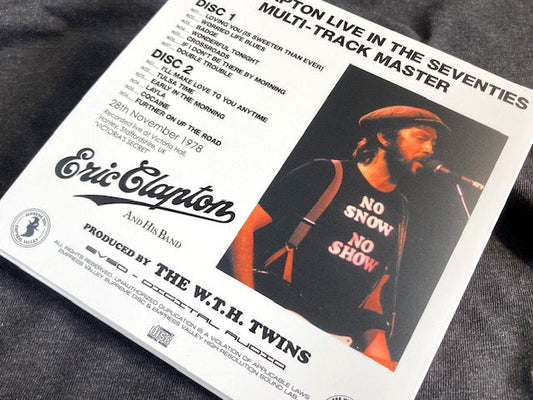 PTON LIVE IN THE SEVENTIES
MULTI-TRACK MASTER
DISC 1
LOVING YOU (IS SWEETER THAN EVER)
WORRIED LIFE BLUES
BADGE
WONDERFUL TONIGHT
CROSSROADS
IF I DON'T BE THERE BY MORNING
DOUBLE TROUBLE
DISC 2
I'LL MAKE LOVE TO YOU ANYTIME
TULSA TIME
EARLY IN THE MORNING
LAYLA
COCAINE
FURTHER ON UP THE ROAD
28th November 1978
Recorded live at Victoria Hall,
Hanley, Staffordshire, UK
"VICTORIA'S SECRET"
Eric Clapton
AND HIS BAND
PRODUCED BY THE W.T.H. TWINS
EVSD - DIGITAL AUDIO
ALL RIGHTS RESERVED. UNAUTHORIZED DUPLICATION IS A VIOLATION OF APPLICABLE LAWS
EMPRESS VALLEY SUPREME DISC & EMPRESS VALLEY HIGH RESOLUTION SOUND LAB.
NO
SNOW
NO
SHOW